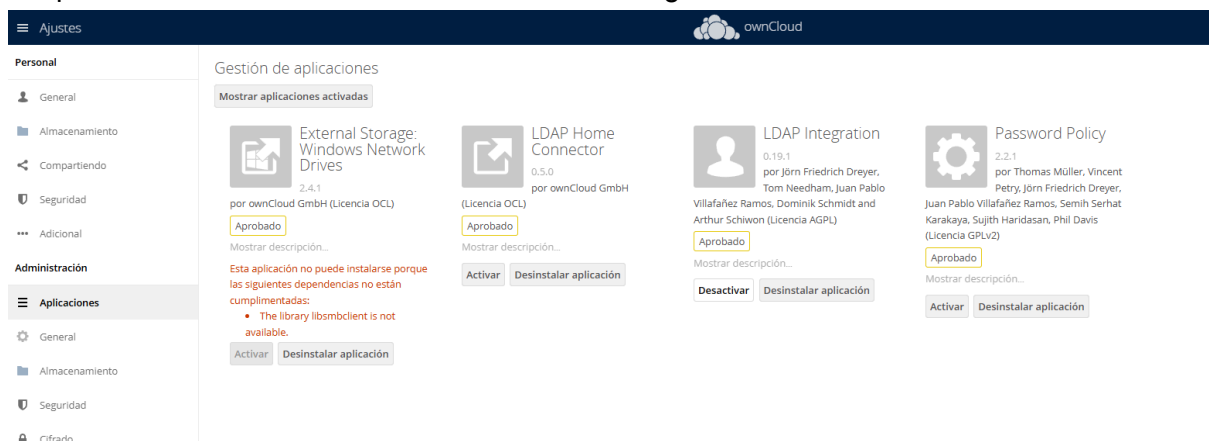 Ajustes
ownCloud
Personal
General
Almacenamiento
Compartiendo
Seguridad
Adicional
Administración
Aplicaciones
General
Almacenamiento
Seguridad
Cifrado
Gestión de aplicaciones
Mostrar aplicaciones activadas
External Storage:
Windows Network
Drives
2.4.1
por ownCloud GmbH (Licencia OCL)
Aprobado
Mostrar descripción...
Esta aplicación no puede instalarse porque
las siguientes dependencias no están
cumplimentadas:
• The library libsmbclient is not
available.
Activar Desinstalar aplicación
LDAP Home
Connector
0.5.0
por ownCloud GmbH
(Licencia OCL)
Aprobado
Mostrar descripción...
Activar Desinstalar aplicación
LDAP Integration
0.19.1
por Jörn Friedrich Dreyer,
Tom Needham, Juan Pablo
Villafañez Ramos, Dominik Schmidt and
Arthur Schiwon (Licencia AGPL)
Aprobado
Mostrar descripción...
Desactivar Desinstalar aplicación
Password Policy
2.2.1
por Thomas Müller, Vincent
Petry, Jörn Friedrich Dreyer,
Juan Pablo Villafañez Ramos, Semih Serhat
Karakaya, Sujith Haridasan, Phil Davis
(Licencia GPLv2)
Aprobado
Mostrar descripción...
Activar Desinstalar aplicación